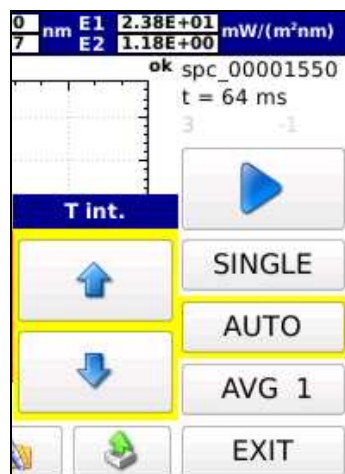 0 nm E1 2.38E+01 mW/(m²nm)
7 E2 1.18E+00
ok spc_00001550
t = 64 ms
3 -1
T int.
SINGLE
AUTO
AVG 1
EXIT